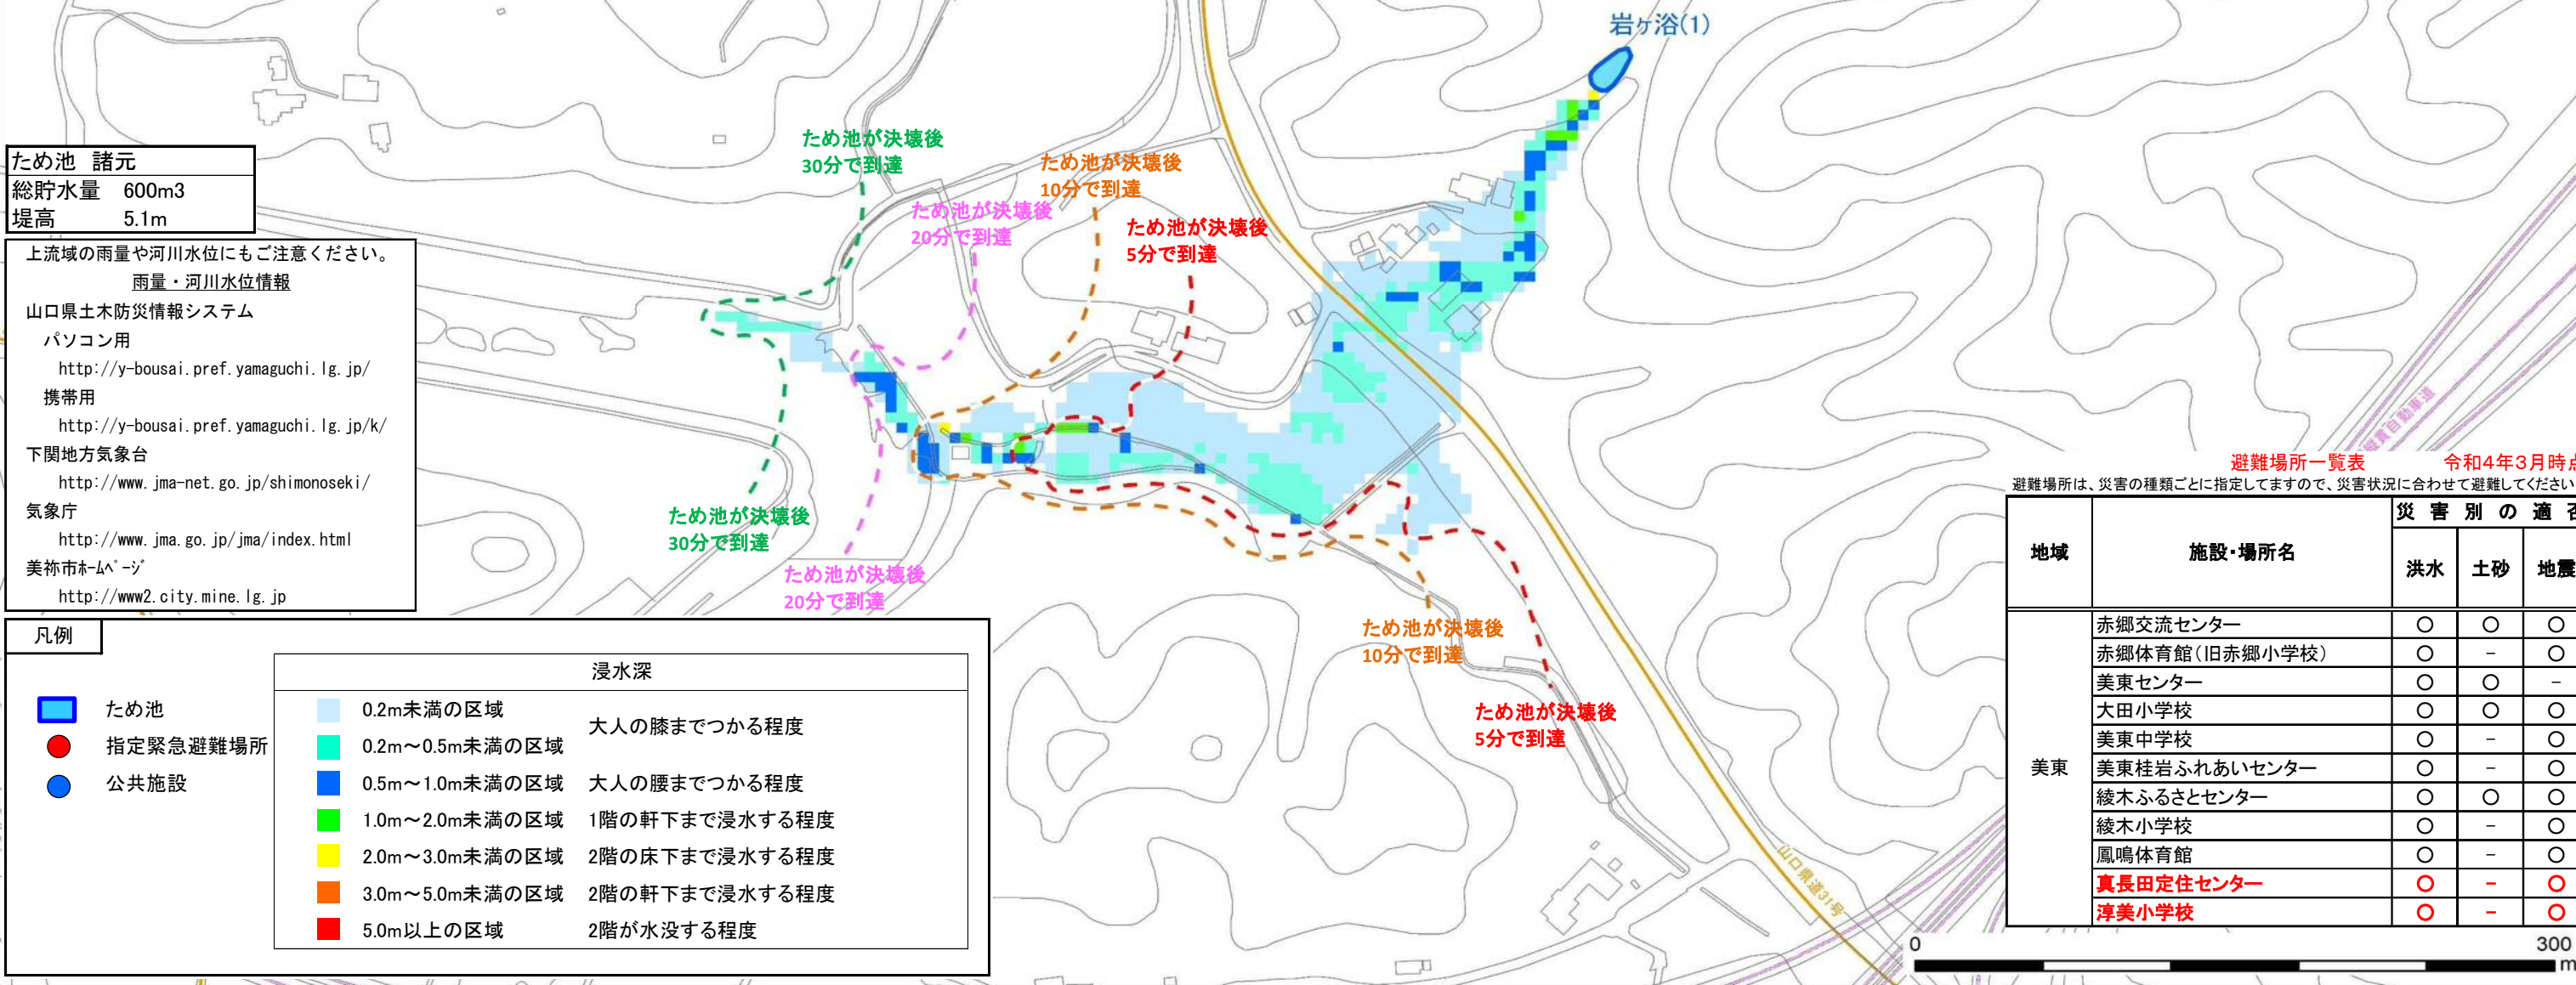 岩ヶ浴(1)
ため池が決壊後
30分で到達
ため池が決壊後
10分で到達
ため池が決壊後
20分で到達
ため池が決壊後
5分で到達
ため池 諸元
総貯水量 600m3
堤高 5.1m
上流域の雨量や河川水位にもご注意ください。
雨量・河川水位情報
山口県土木防災情報システム
パソコン用
http://y-bousai.pref.yamaguchi.lg.jp/
携帯用
http://y-bousai.pref.yamaguchi.lg.jp/k/
下関地方気象台
http://www.jma-net.go.jp/shimonoseki/
気象庁
http://www.jma.go.jp/jma/index.html
美祢市ﾎｰﾑﾍﾟｰｼﾞ
http://www2.city.mine.lg.jp
ため池が決壊後
30分で到達
ため池が決壊後
20分で到達
ため池が決壊後
10分で到達
ため池が決壊後
5分で到達
山口県道31号
凡例
ため池
指定緊急避難場所
公共施設
浸水深
0.2m未満の区域
大人の膝までつかる程度
0.2m～0.5m未満の区域
0.5m～1.0m未満の区域 大人の腰までつかる程度
1.0m～2.0m未満の区域 1階の軒下まで浸水する程度
2.0m～3.0m未満の区域 2階の床下まで浸水する程度
3.0m～5.0m未満の区域 2階の軒下まで浸水する程度
5.0m以上の区域 2階が水没する程度
避難場所一覧表 令和4年3月時点
避難場所は、災害の種類ごとに指定してますので、災害状況に合わせて避難してください
地域 施設・場所名 災害別の適否
洪水 土砂 地震
美東
赤郷交流センター ○ ○ ○
赤郷体育館(旧赤郷小学校) ○ - ○
美東センター ○ ○ -
大田小学校 ○ ○ ○
美東中学校 ○ - ○
美東桂岩ふれあいセンター ○ - ○
綾木ふるさとセンター ○ ○ ○
綾木小学校 ○ - ○
鳳鳴体育館 ○ - ○
真長田定住センター ○ - ○
淳美小学校 ○ - ○
0 300
m